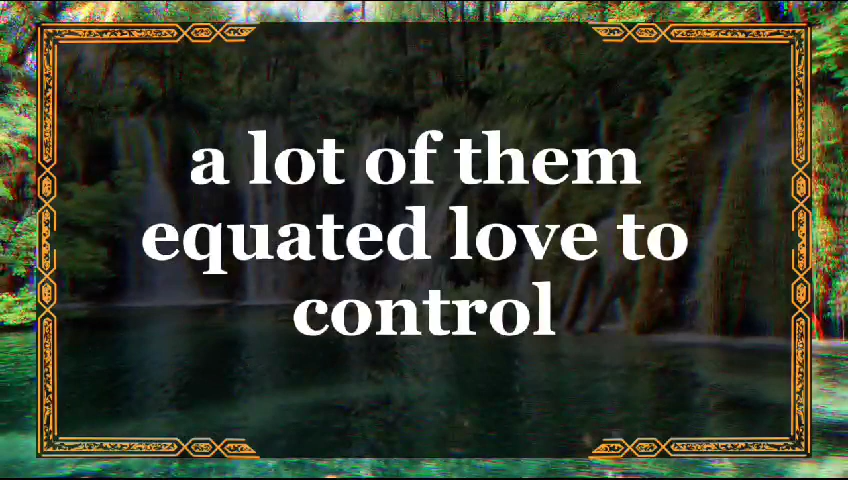 a lot of them
equated love to
control